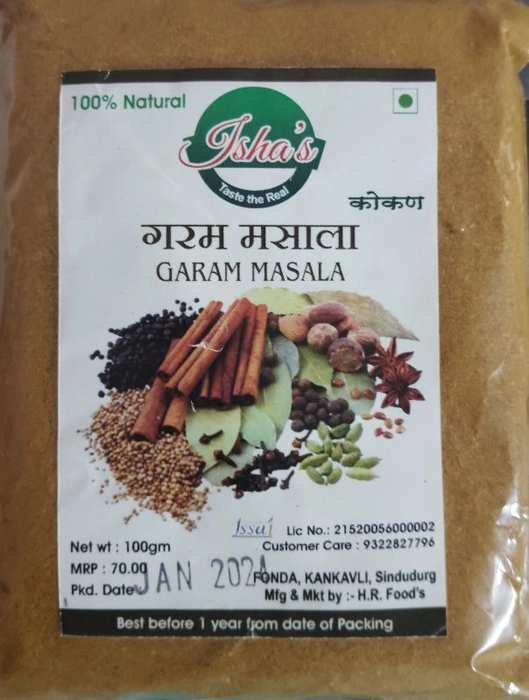 100% Natural
Isha's
Taste the Real
कोकण
गरम मसाला
GARAM MASALA
fssai
Lic No.: 21520056000002
Net wt : 100gm
Customer Care : 9322827796
MRP : 70.00
Pkd. Date JAN 2024
FONDA, KANKAVLI, Sindudurg
Mfg & Mkt by :- H.R. Food's
Best before 1 year from date of Packing